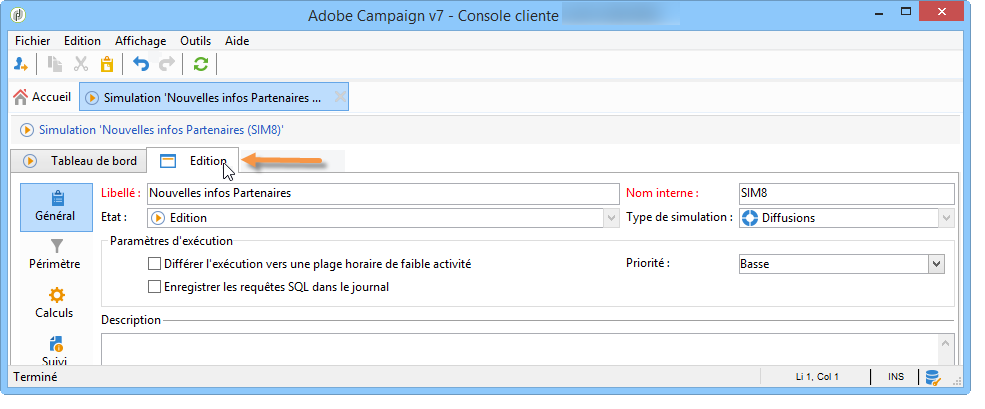 Adobe Campaign v7 - Console cliente
Fichier Edition Affichage Outils Aide
Accueil Simulation 'Nouvelles infos Partenaires ...
Simulation 'Nouvelles infos Partenaires (SIM8)'
Tableau de bord Edition
Général
Périmètre
Calculs
Suivi
Libellé : Nouvelles infos Partenaires Nom interne : SIM8
Etat : Edition Type de simulation : Diffusions
Paramètres d'exécution
Différer l'exécution vers une plage horaire de faible activité Priorité : Basse
Enregistrer les requêtes SQL dans le journal
Description
Terminé Li 1, Col 1 INS